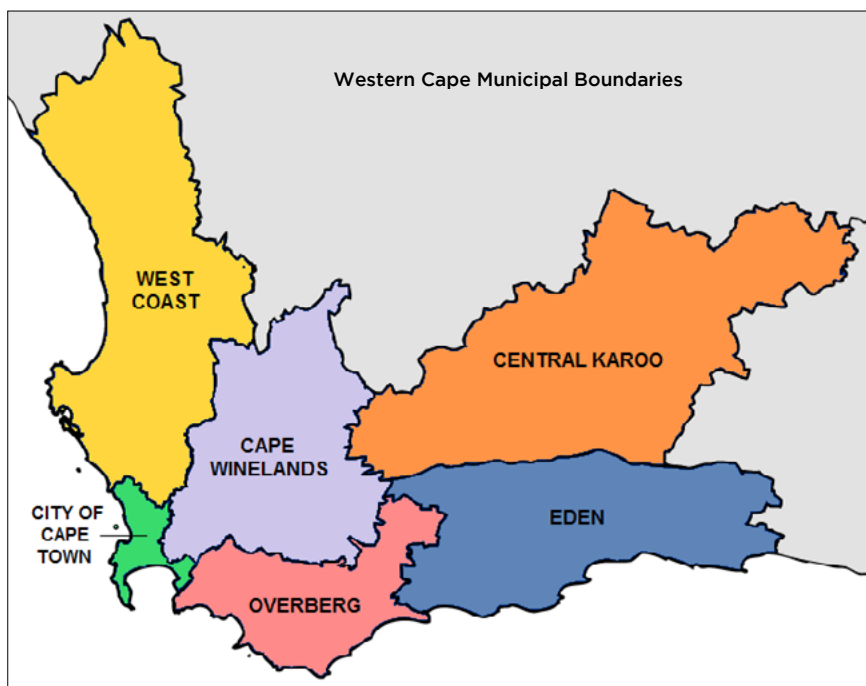 Western Cape Municipal Boundaries
WEST
COAST
CENTRAL KAROO
CAPE
WINELANDS
CITY OF
CAPE
TOWN
EDEN
OVERBERG